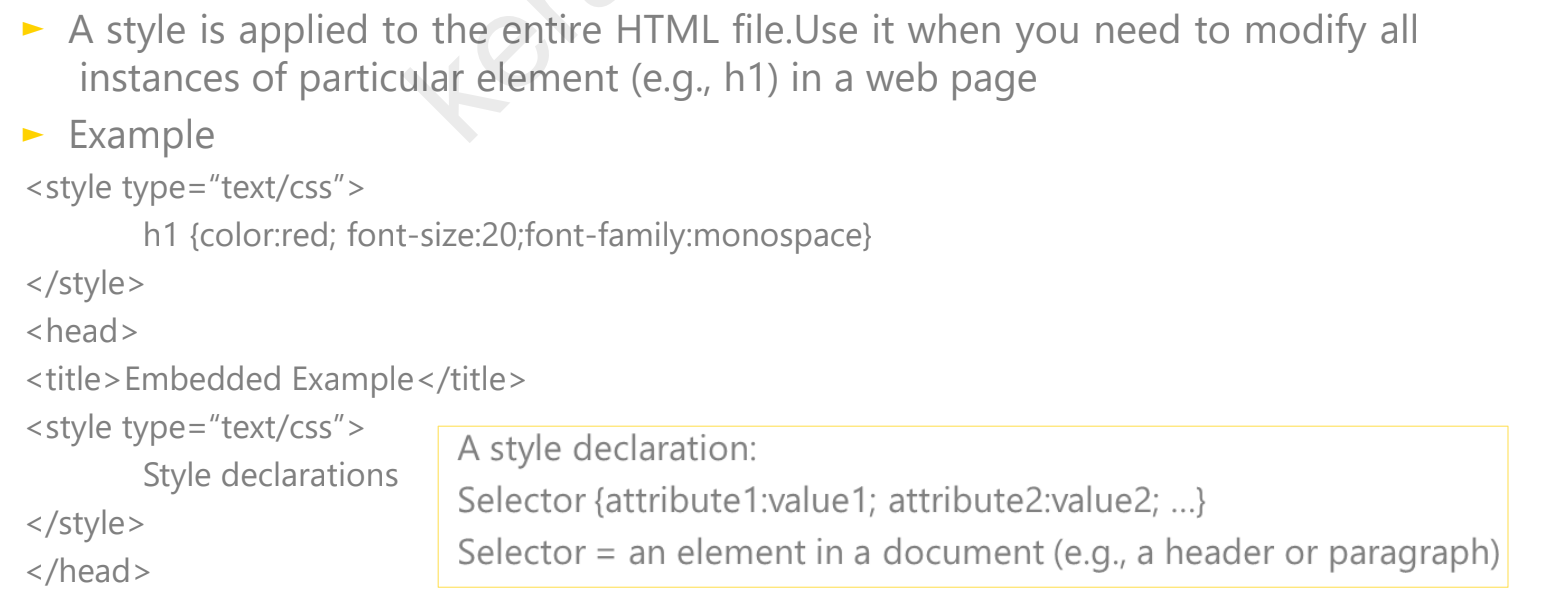 ► A style is applied to the entire HTML file.Use it when you need to modify all
instances of particular element (e.g., h1) in a web page
► Example
<style type=“text/css”>
h1 {color:red; font-size:20;font-family:monospace}
</style>
<head>
<title>Embedded Example</title>
<style type=“text/css”>
Style declarations
</style>
</head>
A style declaration:
Selector {attribute1:value1; attribute2:value2; …}
Selector = an element in a document (e.g., a header or paragraph)